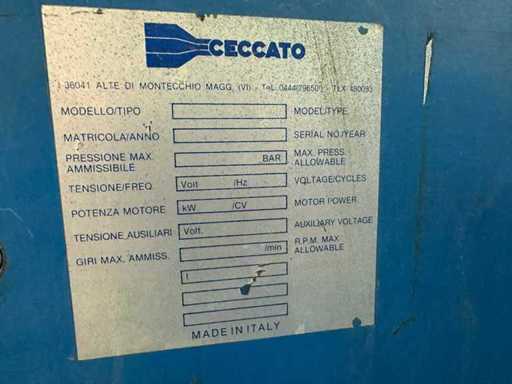 CECCATO
I 36041 ALTE DI MONTECCHIO MAGG. (VI) - Tel. 0444(796501 - TLX 480093
MODELLO/TIPO MODEL/TYPE
MATRICOLA/ANNO SERIAL NO/YEAR
PRESSIONE MAX. AMMISSIBILE BAR MAX. PRESS. ALLOWABLE
TENSIONE/FREQ. Volt /Hz VOLTAGE/CYCLES
POTENZA MOTORE kW /CV MOTOR POWER
TENSIONE AUSILIARI Volt. AUXILIARY VOLTAGE
GIRI MAX. AMMISS. /min R.P.M. MAX. ALLOWABLE
MADE IN ITALY